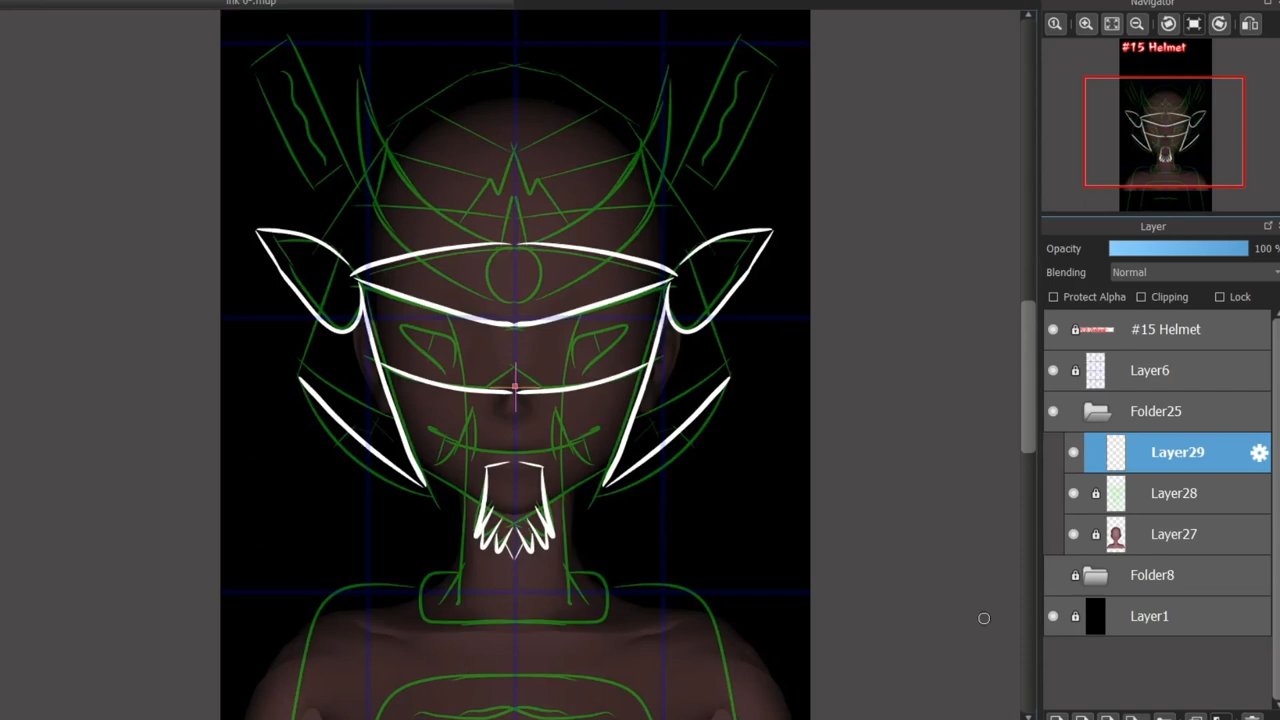 Navigator
#15 Helmet
Layer
Opacity 100 %
Blending Normal
Protect Alpha Clipping Lock
#15 Helmet
Layer6
Folder25
Layer29
Layer28
Layer27
Folder8
Layer1